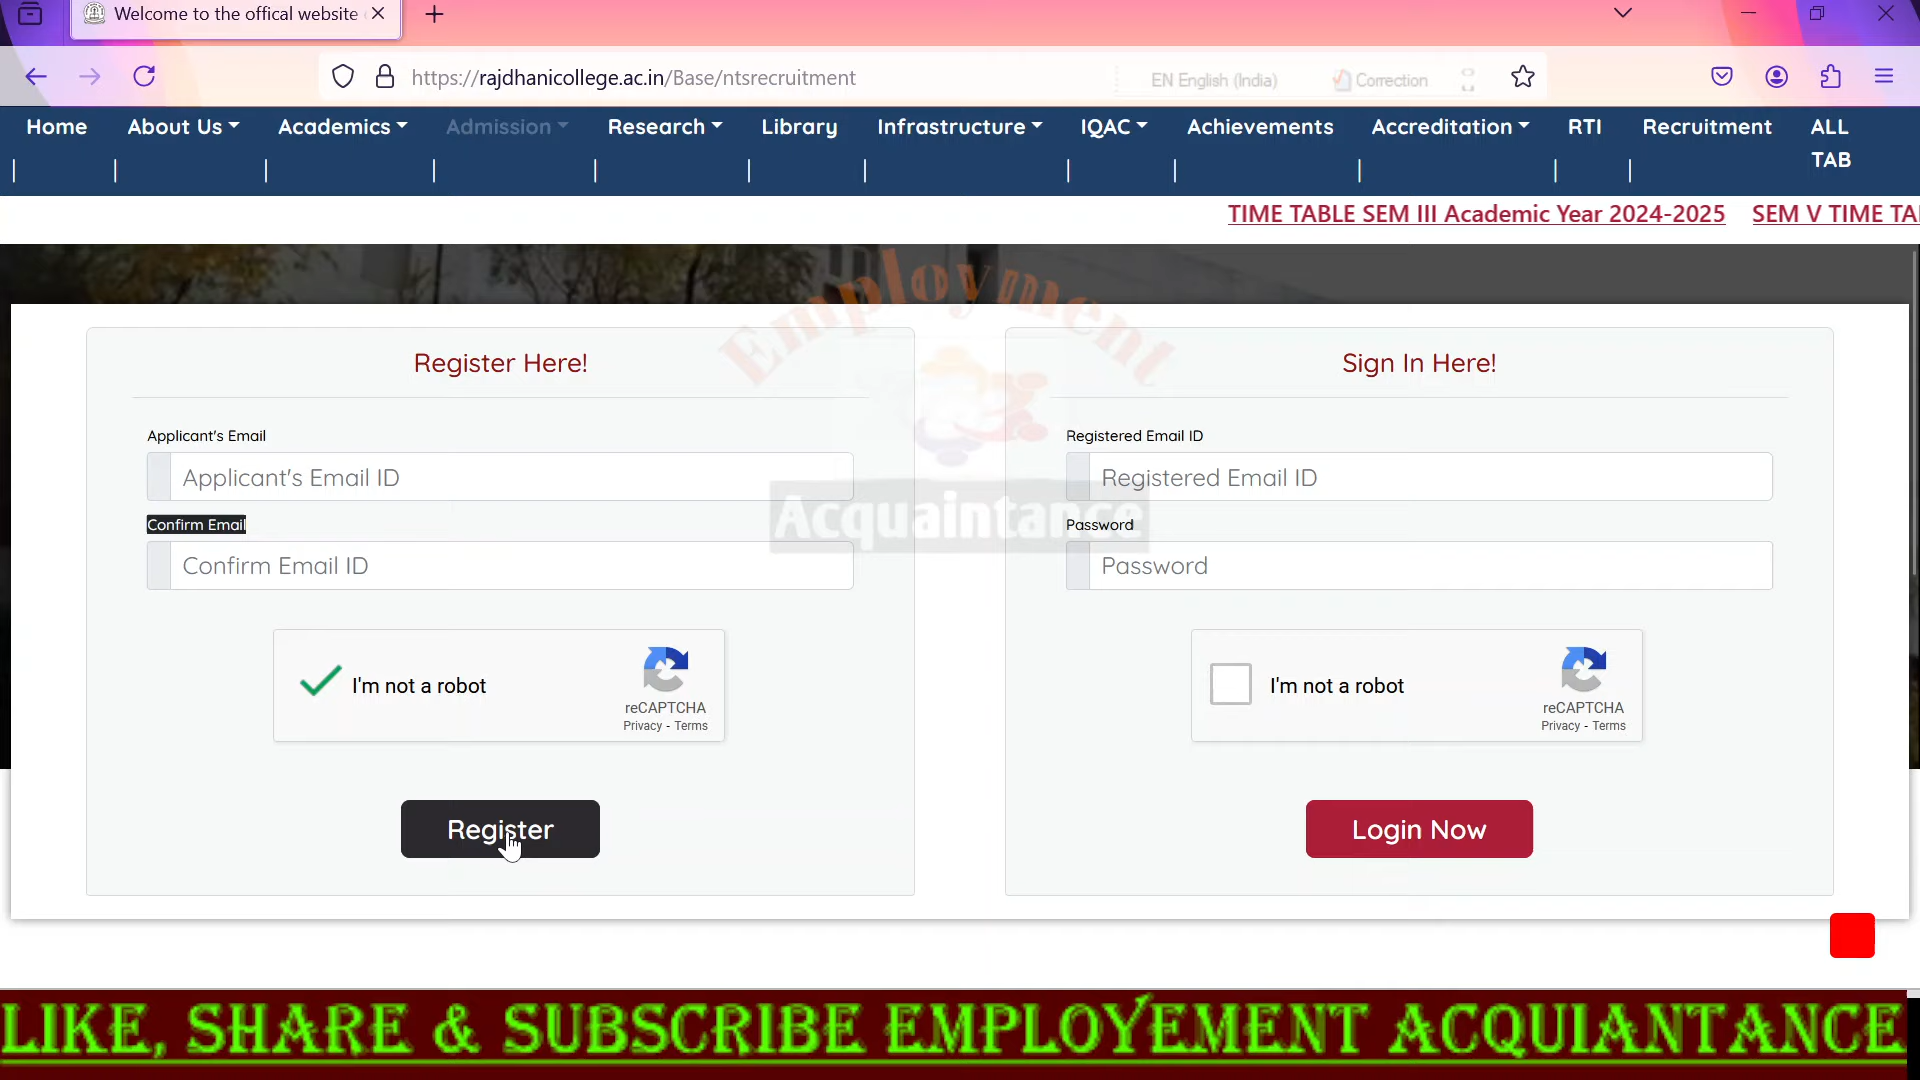 Welcome to the offical website
https://rajdhanicollege.ac.in/Base/ntsrecruitment
EN English (India)
Correction
Home
About Us
Academics
Admission
Research
Library
Infrastructure
IQAC
Achievements
Accreditation
RTI
Recruitment
ALL
TAB
TIME TABLE SEM III Academic Year 2024-2025
SEM V TIME TA
Employment
Acquaintance
Register Here!
Applicant's Email
Applicant's Email ID
Confirm Email
Confirm Email ID
I'm not a robot
reCAPTCHA
Privacy - Terms
Register
Sign In Here!
Registered Email ID
Registered Email ID
Password
Password
I'm not a robot
reCAPTCHA
Privacy - Terms
Login Now
LIKE, SHARE & SUBSCRIBE EMPLOYEMENT ACQUIANTANCE